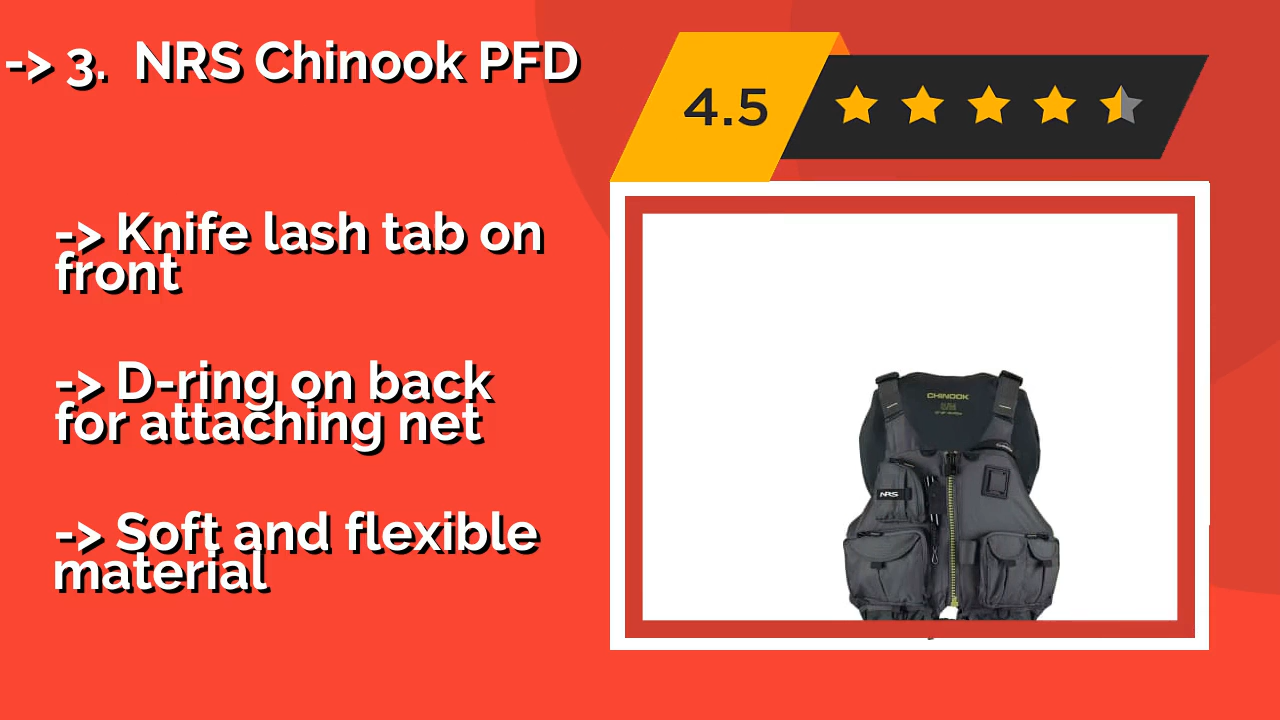 -> 3.  NRS Chinook PFD
4.5
-> Knife lash tab on
front
-> D-ring on back
for attaching net
-> Soft and flexible
material
CHINOOK
NRS